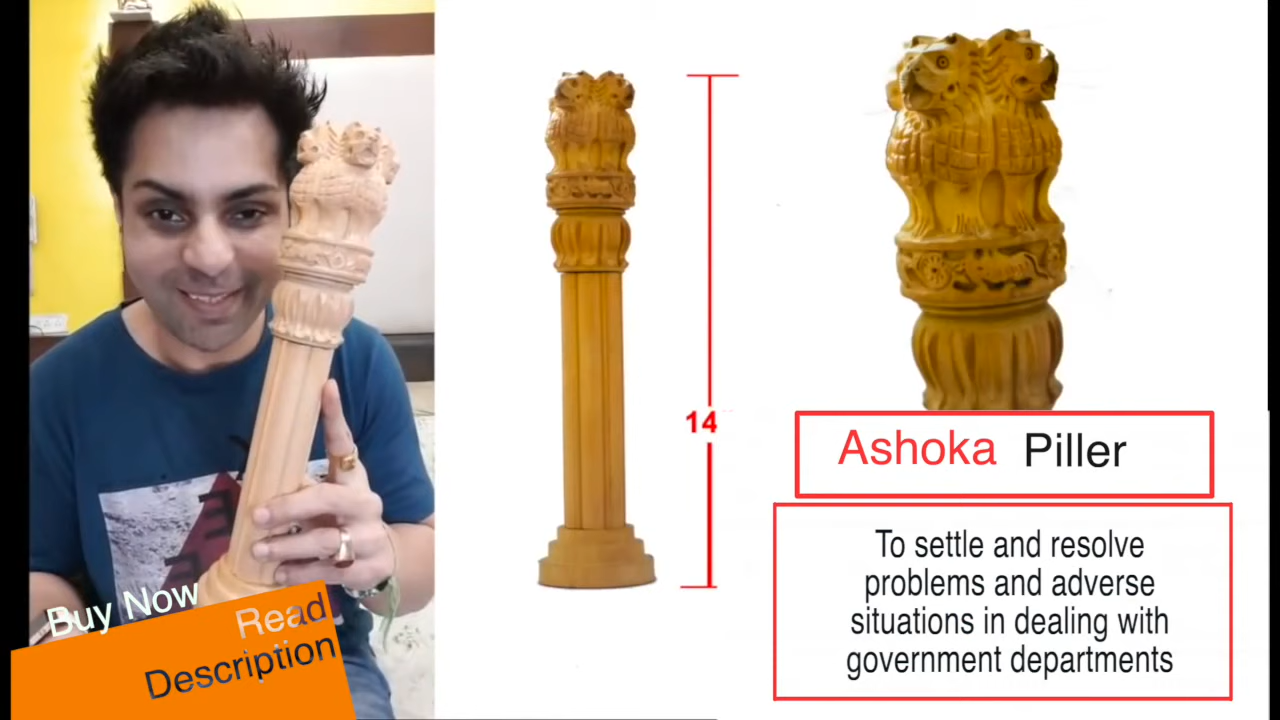 14
Ashoka Piller
To settle and resolve
problems and adverse
situations in dealing with
government departments
Buy Now
Read
Description